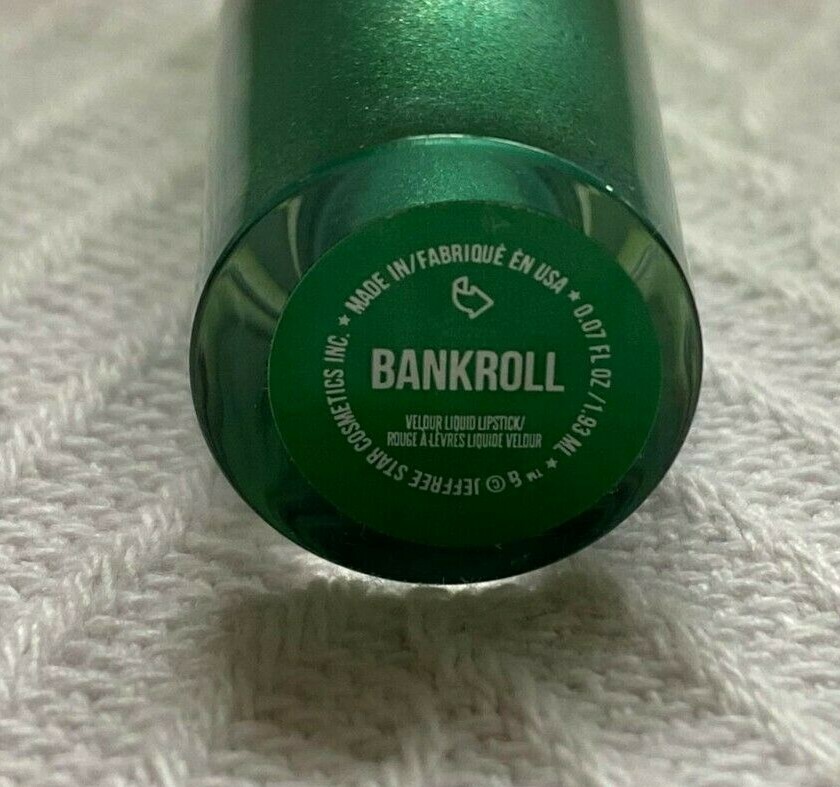 MADE IN/FABRIQUÉ EN USA ★ 0.07 FL OZ / 1.93 ML ★ ™ & © JEFFREE STAR COSMETICS INC. ★
BANKROLL
VELOUR LIQUID LIPSTICK/
ROUGE À LÈVRES LIQUIDE VELOUR